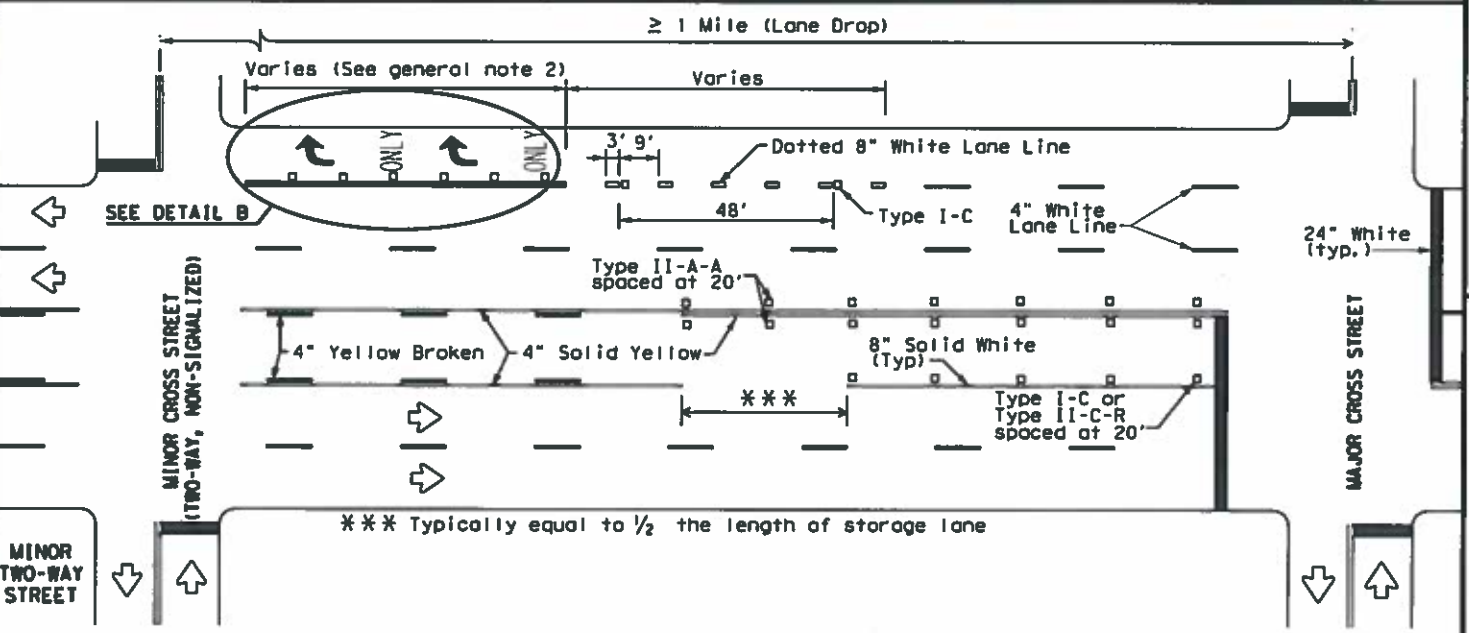 ≥ 1 Mile (Lane Drop)
Varies (See general note 2)
Varies
ONLY
ONLY
3' 9'
Dotted 8" White Lane Line
SEE DETAIL B
48'
Type I-C
4" White
Lane Line
24" White
(typ.)
Type II-A-A
spaced at 20'
MINOR CROSS STREET
(TWO-WAY, NON-SIGNALIZED)
4" Yellow Broken
4" Solid Yellow
8" Solid White
(Typ)
MAJOR CROSS STREET
***
Type I-C or
Type II-C-R
spaced at 20'
*** Typically equal to ½ the length of storage lane
MINOR
TWO-WAY
STREET